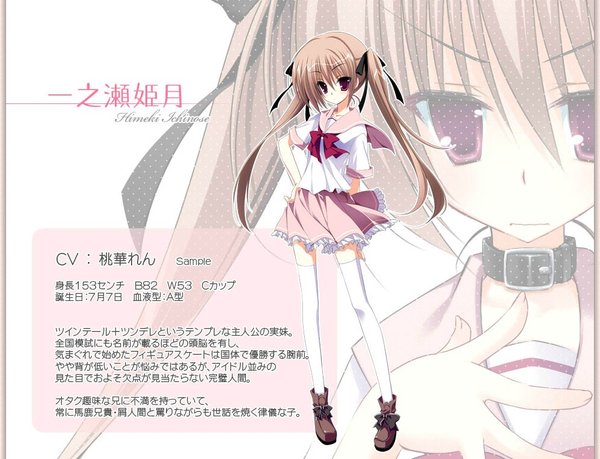 一之瀬姫月
Himeki Ichinose
CV : 桃華れん Sample
身長153センチ B82 W53 Cカップ
誕生日:7月7日 血液型:A型
ツインテール+ツンデレというテンプレな主人公の実妹。
全国模試にも名前が載るほどの頭脳を有し、
気まぐれで始めたフィギュアスケートは国体で優勝する腕前。
やや背が低いことが悩みではあるが、アイドル並みの
見た目でおよそ欠点が見当たらない完璧人間。
オタク趣味な兄に不満を持っていて、
常に馬鹿兄貴・屑人間と罵りながらも世話を焼く律儀な子。